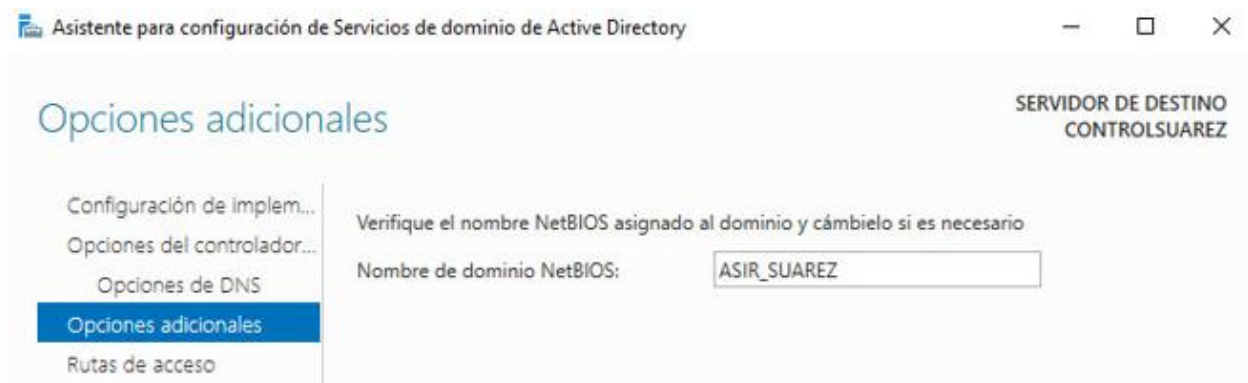 Asistente para configuración de Servicios de dominio de Active Directory
Opciones adicionales
SERVIDOR DE DESTINO
CONTROLSUAREZ
Configuración de implem...
Opciones del controlador...
Opciones de DNS
Opciones adicionales
Rutas de acceso
Verifique el nombre NetBIOS asignado al dominio y cámbielo si es necesario
Nombre de dominio NetBIOS: ASIR_SUAREZ